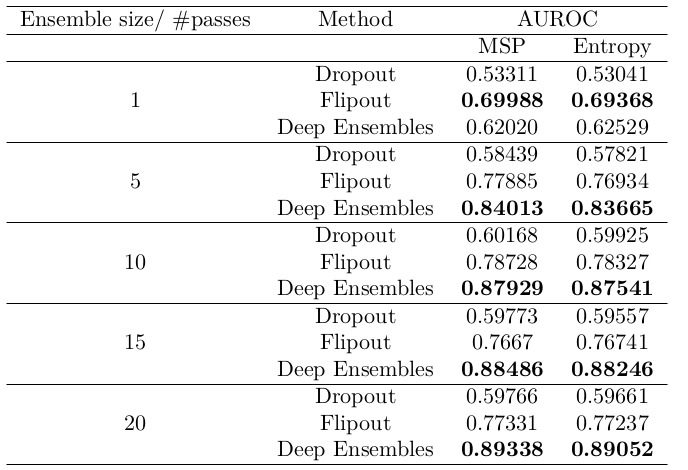 Ensemble size/ #passes Method AUROC
MSP Entropy
Dropout 0.53311 0.53041
1 Flipout 0.69988 0.69368
Deep Ensembles 0.62020 0.62529
Dropout 0.58439 0.57821
5 Flipout 0.77885 0.76934
Deep Ensembles 0.84013 0.83665
Dropout 0.60168 0.59925
10 Flipout 0.78728 0.78327
Deep Ensembles 0.87929 0.87541
Dropout 0.59773 0.59557
15 Flipout 0.7667 0.76741
Deep Ensembles 0.88486 0.88246
Dropout 0.59766 0.59661
20 Flipout 0.77331 0.77237
Deep Ensembles 0.89338 0.89052